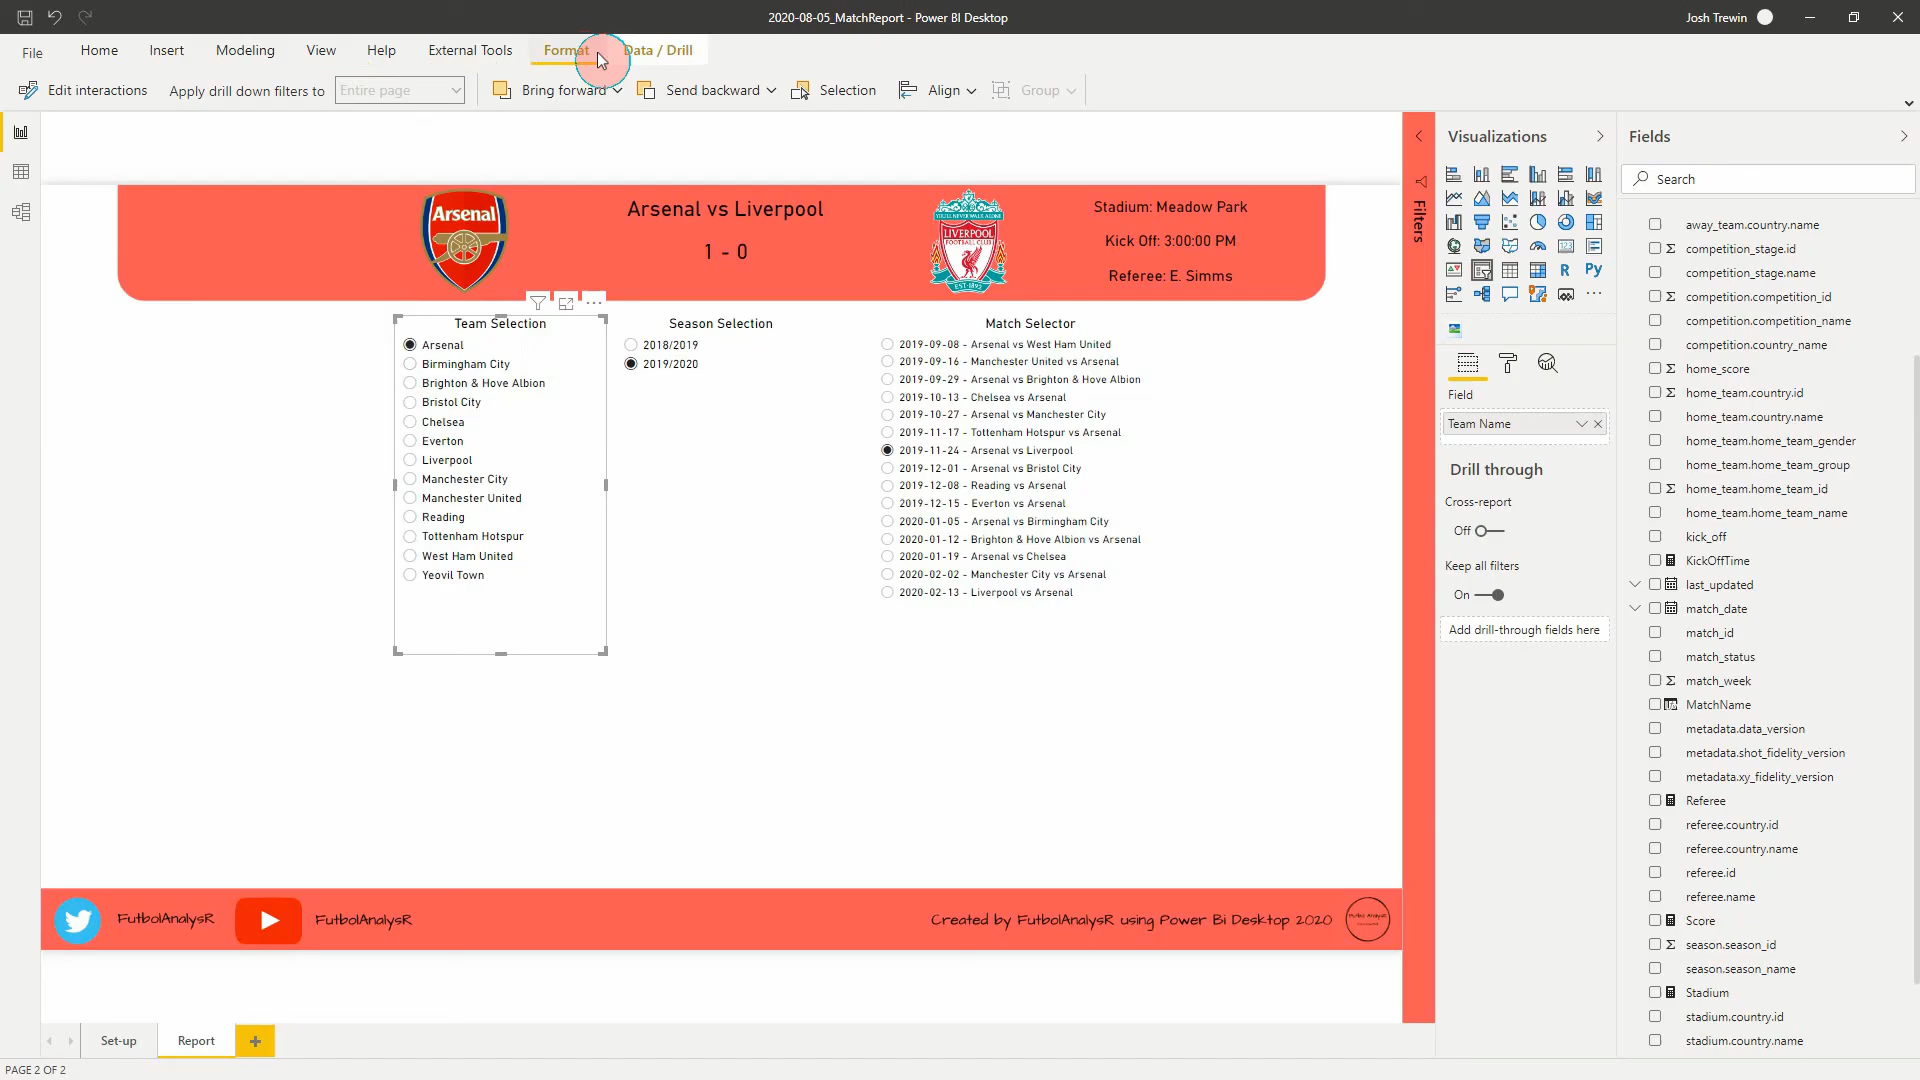 2020-08-05_MatchReport - Power BI Desktop
Josh Trewin
File
Home
Insert
Modeling
View
Help
External Tools
Format
Data / Drill
Edit interactions
Apply drill down filters to
Entire page
Bring forward
Send backward
Selection
Align
Group
Arsenal
Arsenal vs Liverpool
1 - 0
YOU'LL NEVER WALK ALONE
LIVERPOOL
FOOTBALL CLUB
EST·1892
Stadium: Meadow Park
Kick Off: 3:00:00 PM
Referee: E. Simms
Team Selection
Arsenal
Birmingham City
Brighton & Hove Albion
Bristol City
Chelsea
Everton
Liverpool
Manchester City
Manchester United
Reading
Tottenham Hotspur
West Ham United
Yeovil Town
Season Selection
2018/2019
2019/2020
Match Selector
2019-09-08 - Arsenal vs West Ham United
2019-09-16 - Manchester United vs Arsenal
2019-09-29 - Arsenal vs Brighton & Hove Albion
2019-10-13 - Chelsea vs Arsenal
2019-10-27 - Arsenal vs Manchester City
2019-11-17 - Tottenham Hotspur vs Arsenal
2019-11-24 - Arsenal vs Liverpool
2019-12-01 - Arsenal vs Bristol City
2019-12-08 - Reading vs Arsenal
2019-12-15 - Everton vs Arsenal
2020-01-05 - Arsenal vs Birmingham City
2020-01-12 - Brighton & Hove Albion vs Arsenal
2020-01-19 - Arsenal vs Chelsea
2020-02-02 - Manchester City vs Arsenal
2020-02-13 - Liverpool vs Arsenal
FutbolAnalysR
FutbolAnalysR
Created by FutbolAnalysR using Power Bi Desktop 2020
Filters
Visualizations
R
Py
Field
Team Name
Drill through
Cross-report
Off
Keep all filters
On
Add drill-through fields here
Fields
Search
away_team.country.name
competition_stage.id
competition_stage.name
competition.competition_id
competition.competition_name
competition.country_name
home_score
home_team.country.id
home_team.country.name
home_team.home_team_gender
home_team.home_team_group
home_team.home_team_id
home_team.home_team_name
kick_off
KickOffTime
last_updated
match_date
match_id
match_status
match_week
MatchName
metadata.data_version
metadata.shot_fidelity_version
metadata.xy_fidelity_version
Referee
referee.country.id
referee.country.name
referee.id
referee.name
Score
season.season_id
season.season_name
Stadium
stadium.country.id
stadium.country.name
Set-up
Report
PAGE 2 OF 2